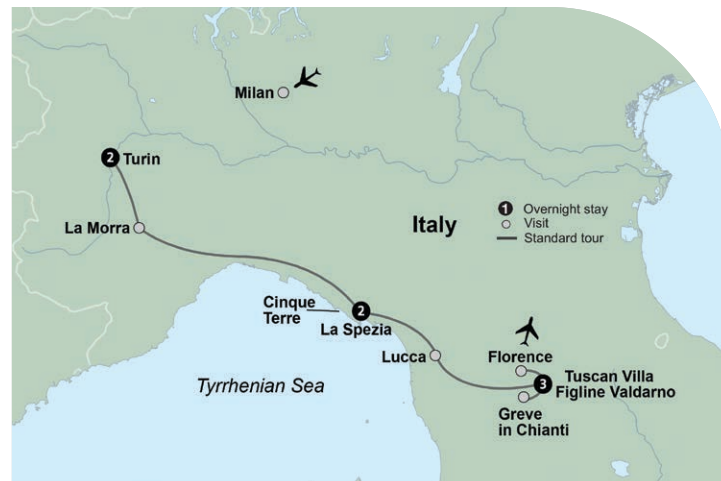 Milan
2 Turin
La Morra
Italy
1 Overnight stay
Visit
Standard tour
Cinque
Terre
2
La Spezia
Lucca
Florence
Tyrrhenian Sea
3
Tuscan Villa
Figline Valdarno
Greve
in Chianti